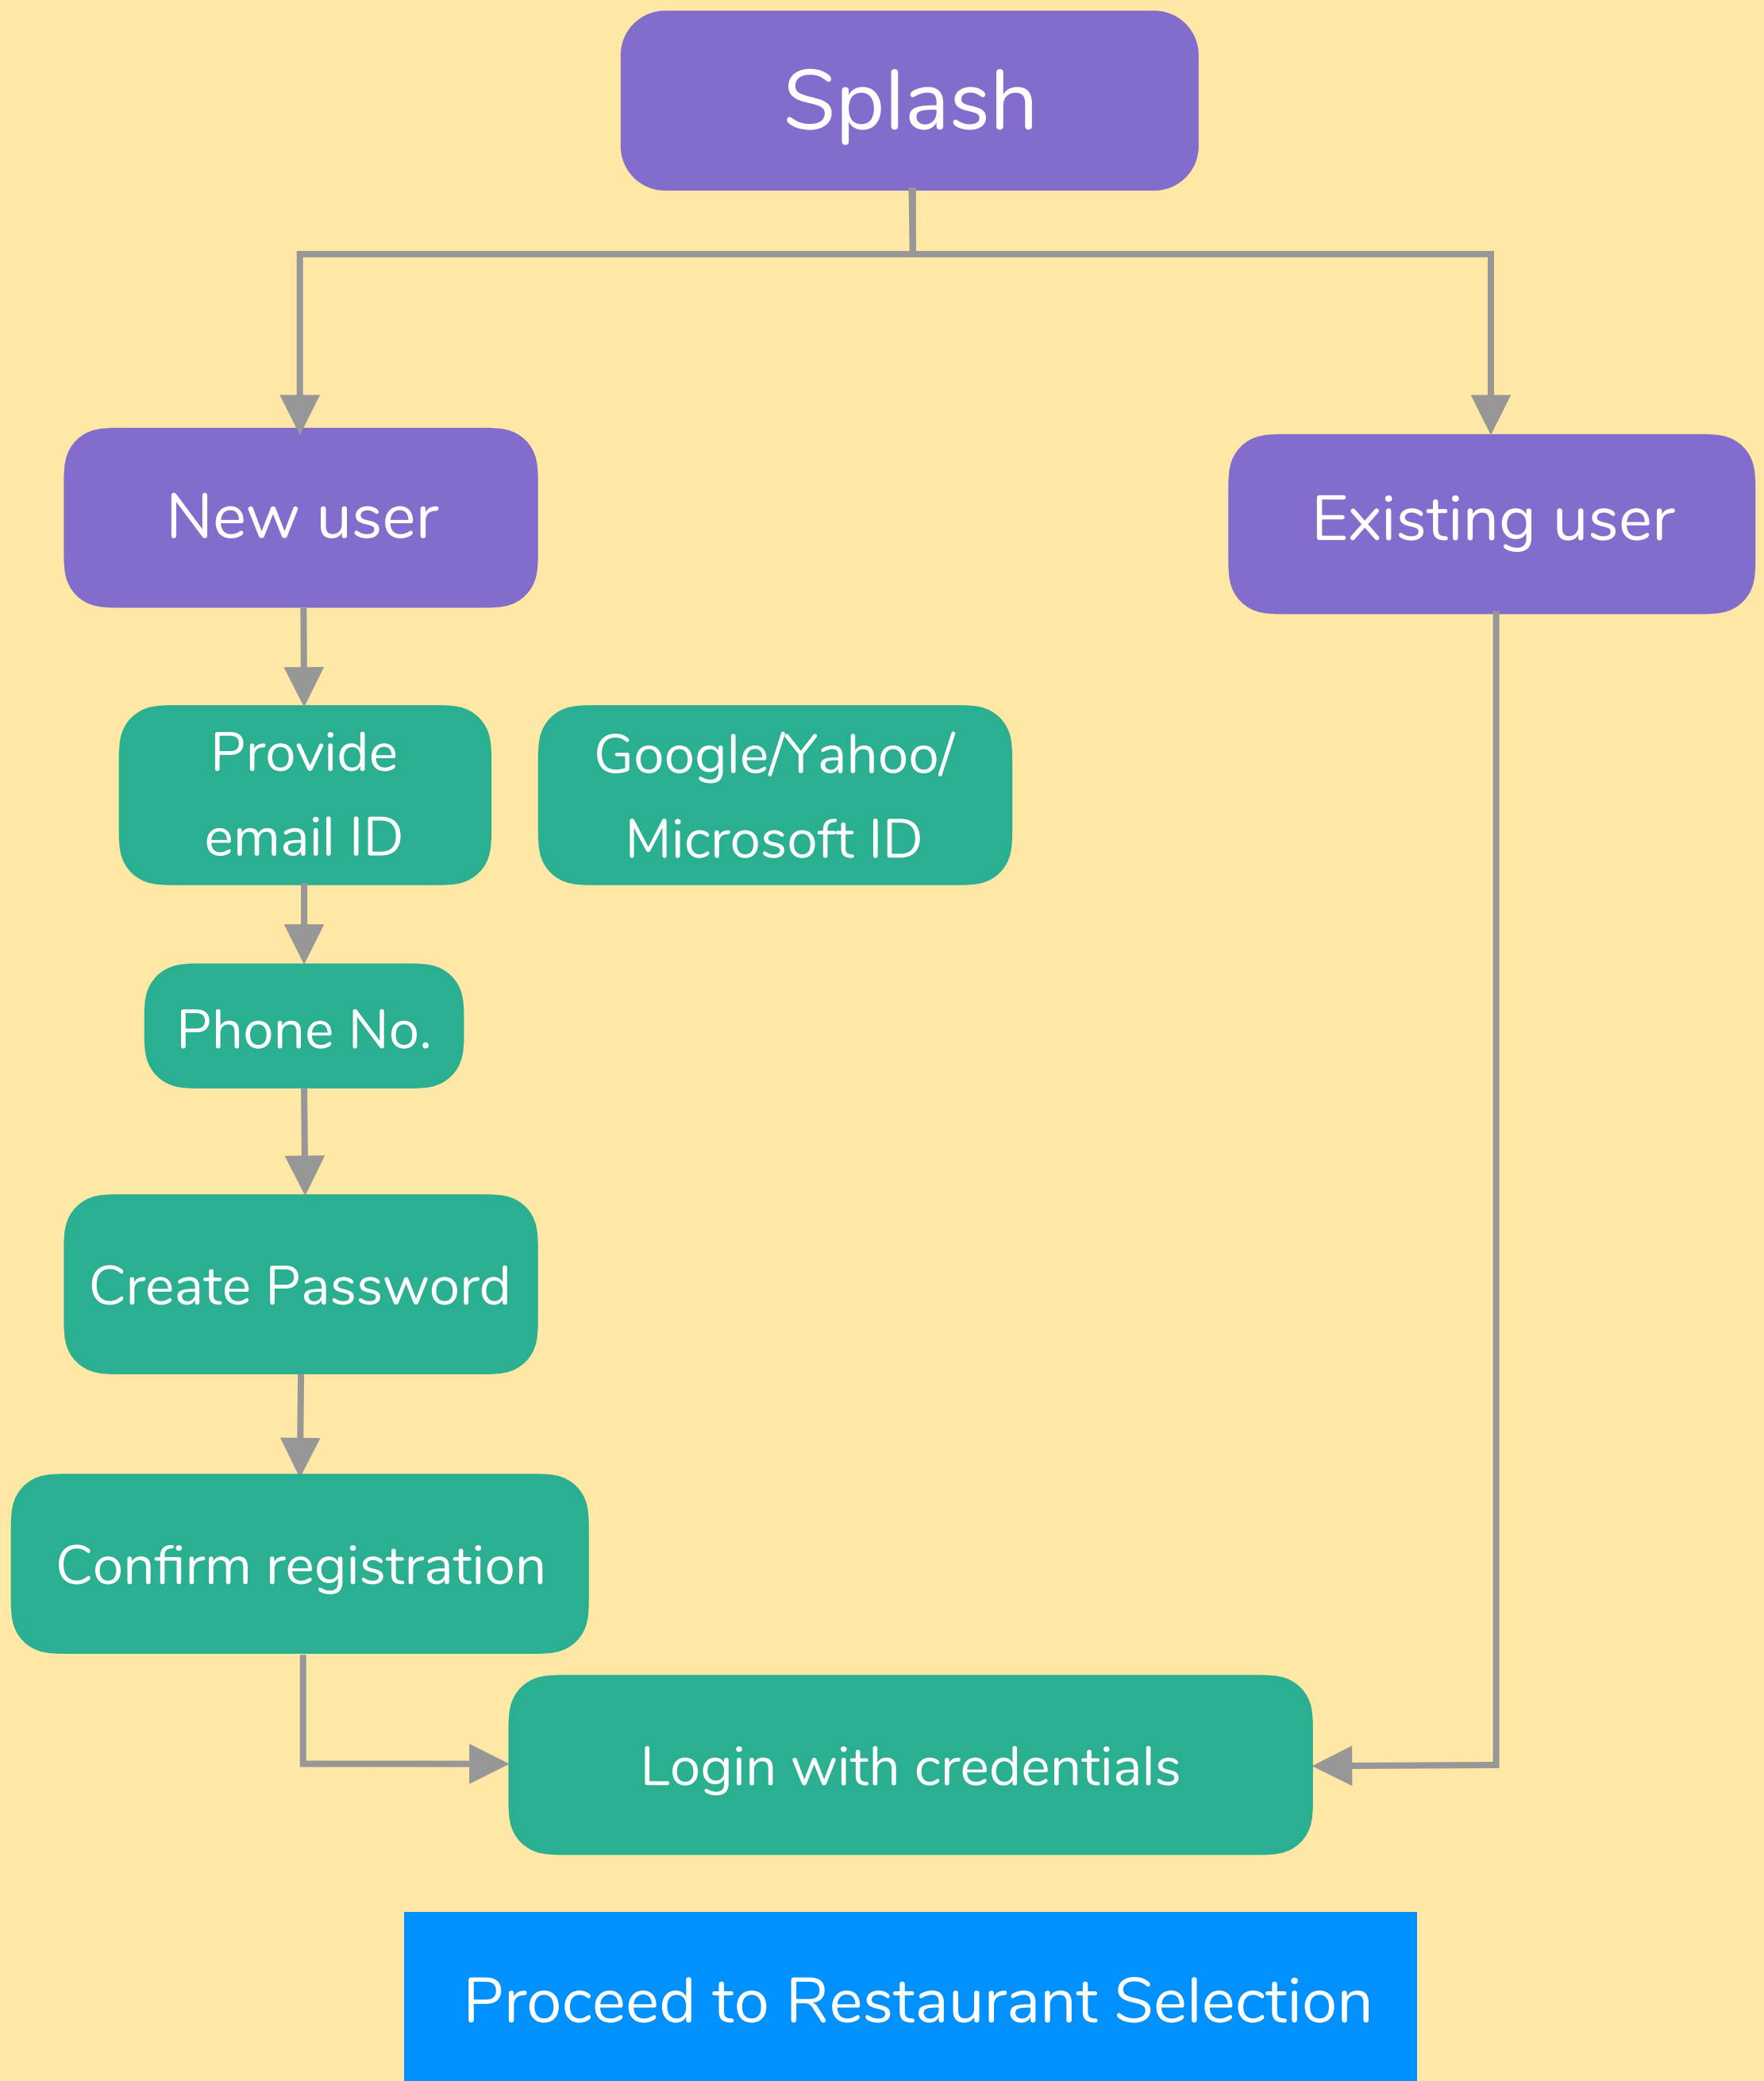 Splash
New user
Existing user
Provide
email ID
Google/Yahoo/
Microsoft ID
Phone No.
Create Password
Confirm registration
Login with credentials
Proceed to Restaurant Selection